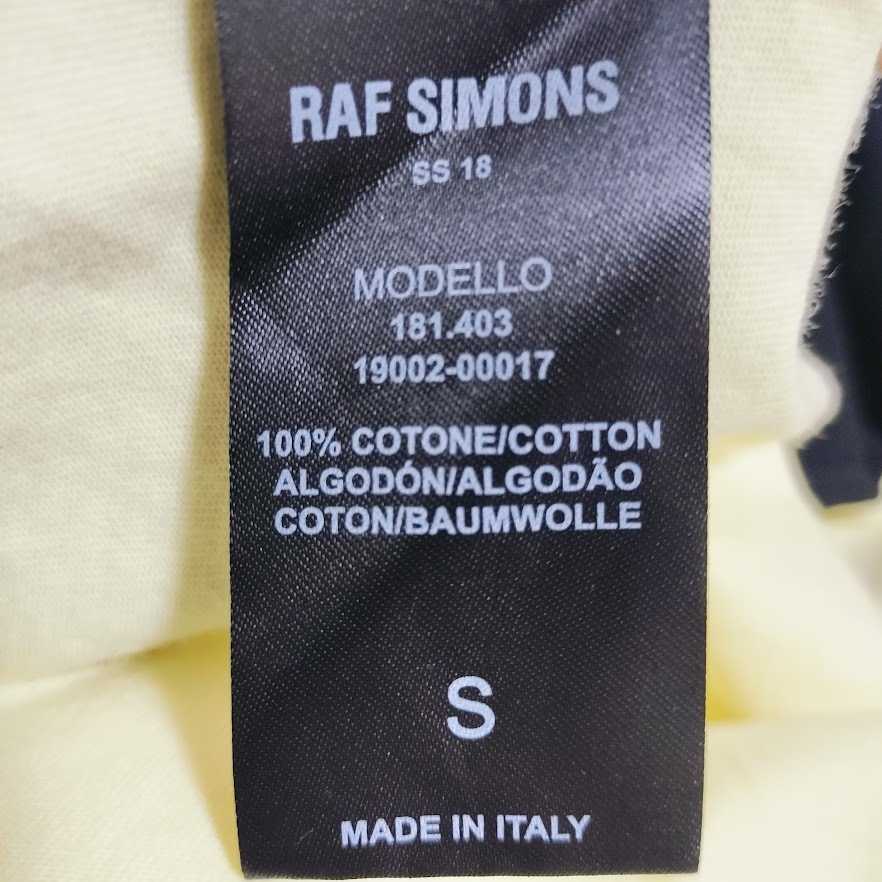 RAF SIMONS
SS 18
MODELLO
181.403
19002-00017
100% COTONE/COTTON
ALGODÓN/ALGODÃO
COTON/BAUMWOLLE
S
MADE IN ITALY